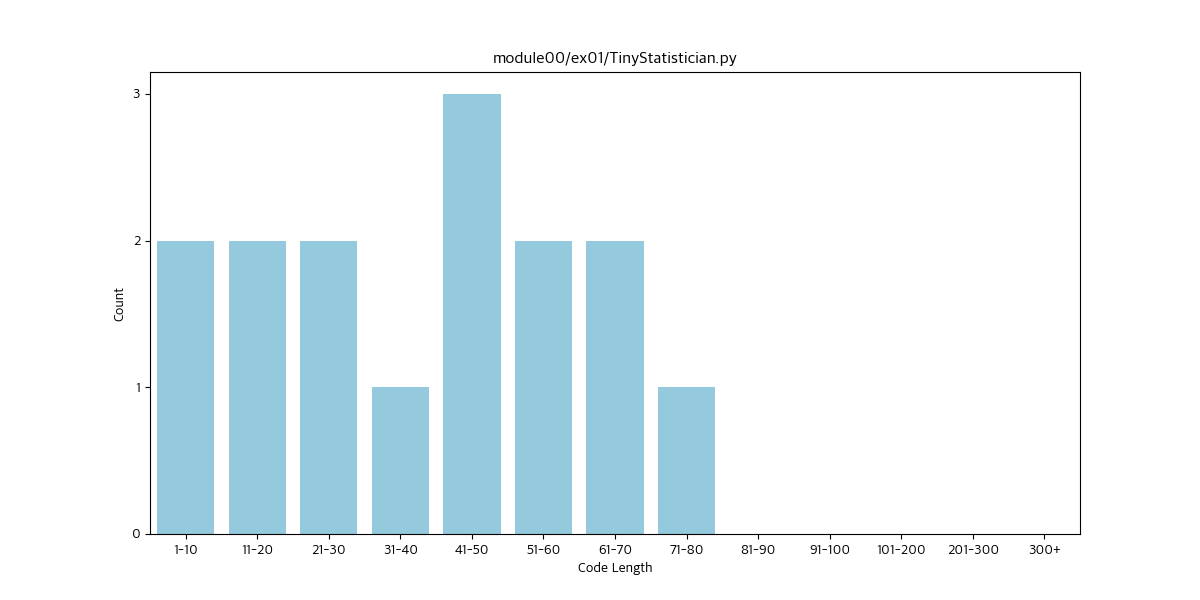 module00/ex01/TinyStatistician.py
3
2
1
0
Count
1-10 11-20 21-30 31-40 41-50 51-60 61-70 71-80 81-90 91-100 101-200 201-300 300+
Code Length